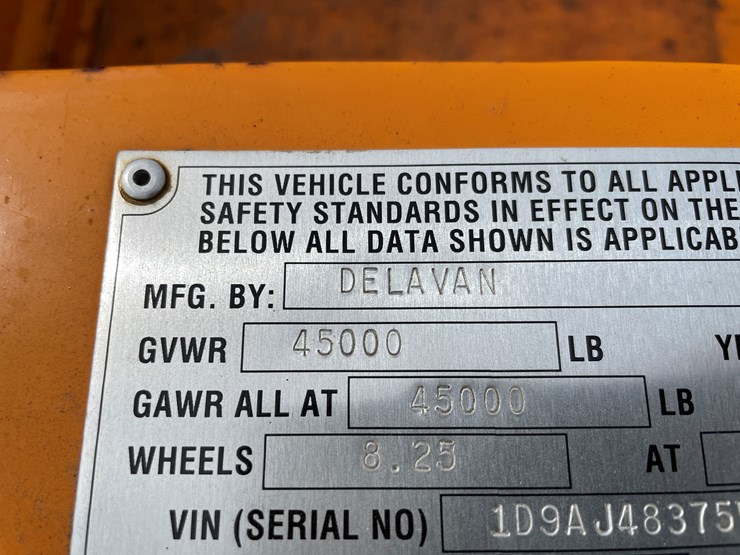 THIS VEHICLE CONFORMS TO ALL APPLI
SAFETY STANDARDS IN EFFECT ON THE
BELOW ALL DATA SHOWN IS APPLICAB
MFG. BY: DELAVAN
GVWR 45000 LB
GAWR ALL AT 45000 LB
WHEELS 8.25 AT
VIN (SERIAL NO) 1D9AJ48375